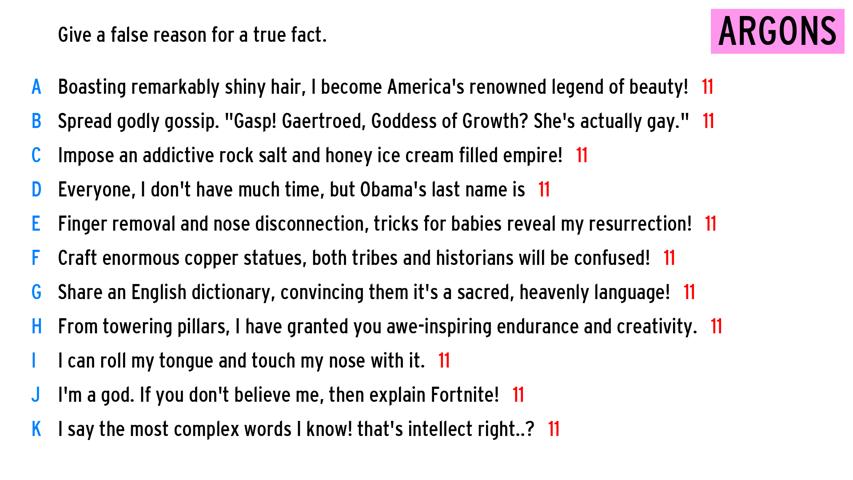 Give a false reason for a true fact.
ARGONS
A Boasting remarkably shiny hair, I become America's renowned legend of beauty! 11
B Spread godly gossip. "Gasp! Gaertroed, Goddess of Growth? She's actually gay." 11
C Impose an addictive rock salt and honey ice cream filled empire! 11
D Everyone, I don't have much time, but Obama's last name is 11
E Finger removal and nose disconnection, tricks for babies reveal my resurrection! 11
F Craft enormous copper statues, both tribes and historians will be confused! 11
G Share an English dictionary, convincing them it's a sacred, heavenly language! 11
H From towering pillars, I have granted you awe-inspiring endurance and creativity. 11
I I can roll my tongue and touch my nose with it. 11
J I'm a god. If you don't believe me, then explain Fortnite! 11
K I say the most complex words I know! that's intellect right..? 11